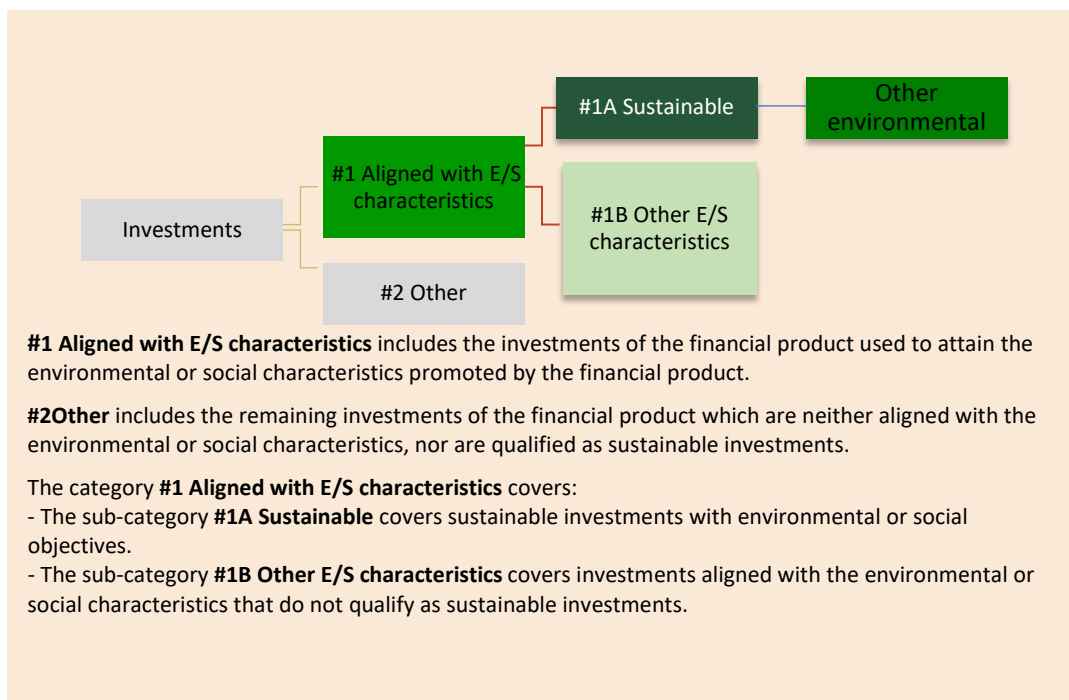 #1A Sustainable
Other
environmental
#1 Aligned with E/S
characteristics
#1B Other E/S
characteristics
Investments
#2 Other
#1 Aligned with E/S characteristics includes the investments of the financial product used to attain the
environmental or social characteristics promoted by the financial product.
#2Other includes the remaining investments of the financial product which are neither aligned with the
environmental or social characteristics, nor are qualified as sustainable investments.
The category #1 Aligned with E/S characteristics covers:
- The sub-category #1A Sustainable covers sustainable investments with environmental or social
objectives.
- The sub-category #1B Other E/S characteristics covers investments aligned with the environmental or
social characteristics that do not qualify as sustainable investments.